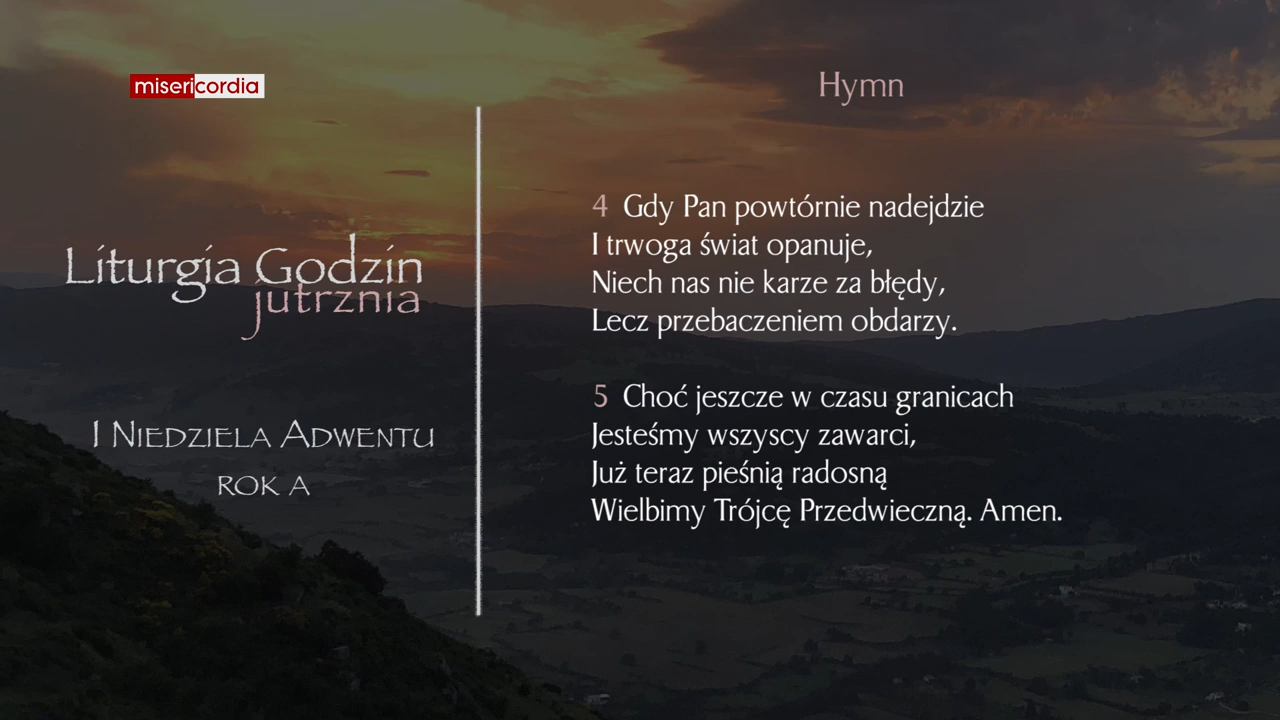 misericordia
Liturgia Godzin
jutrznia
I Niedziela Adwentu
rok A
Hymn
4 Gdy Pan powtórnie nadejdzie
I trwoga świat opanuje,
Niech nas nie karze za błędy,
Lecz przebaczeniem obdarzy.
5 Choć jeszcze w czasu granicach
Jesteśmy wszyscy zawarci,
Już teraz pieśnią radosną
Wielbimy Trójcę Przedwieczną. Amen.